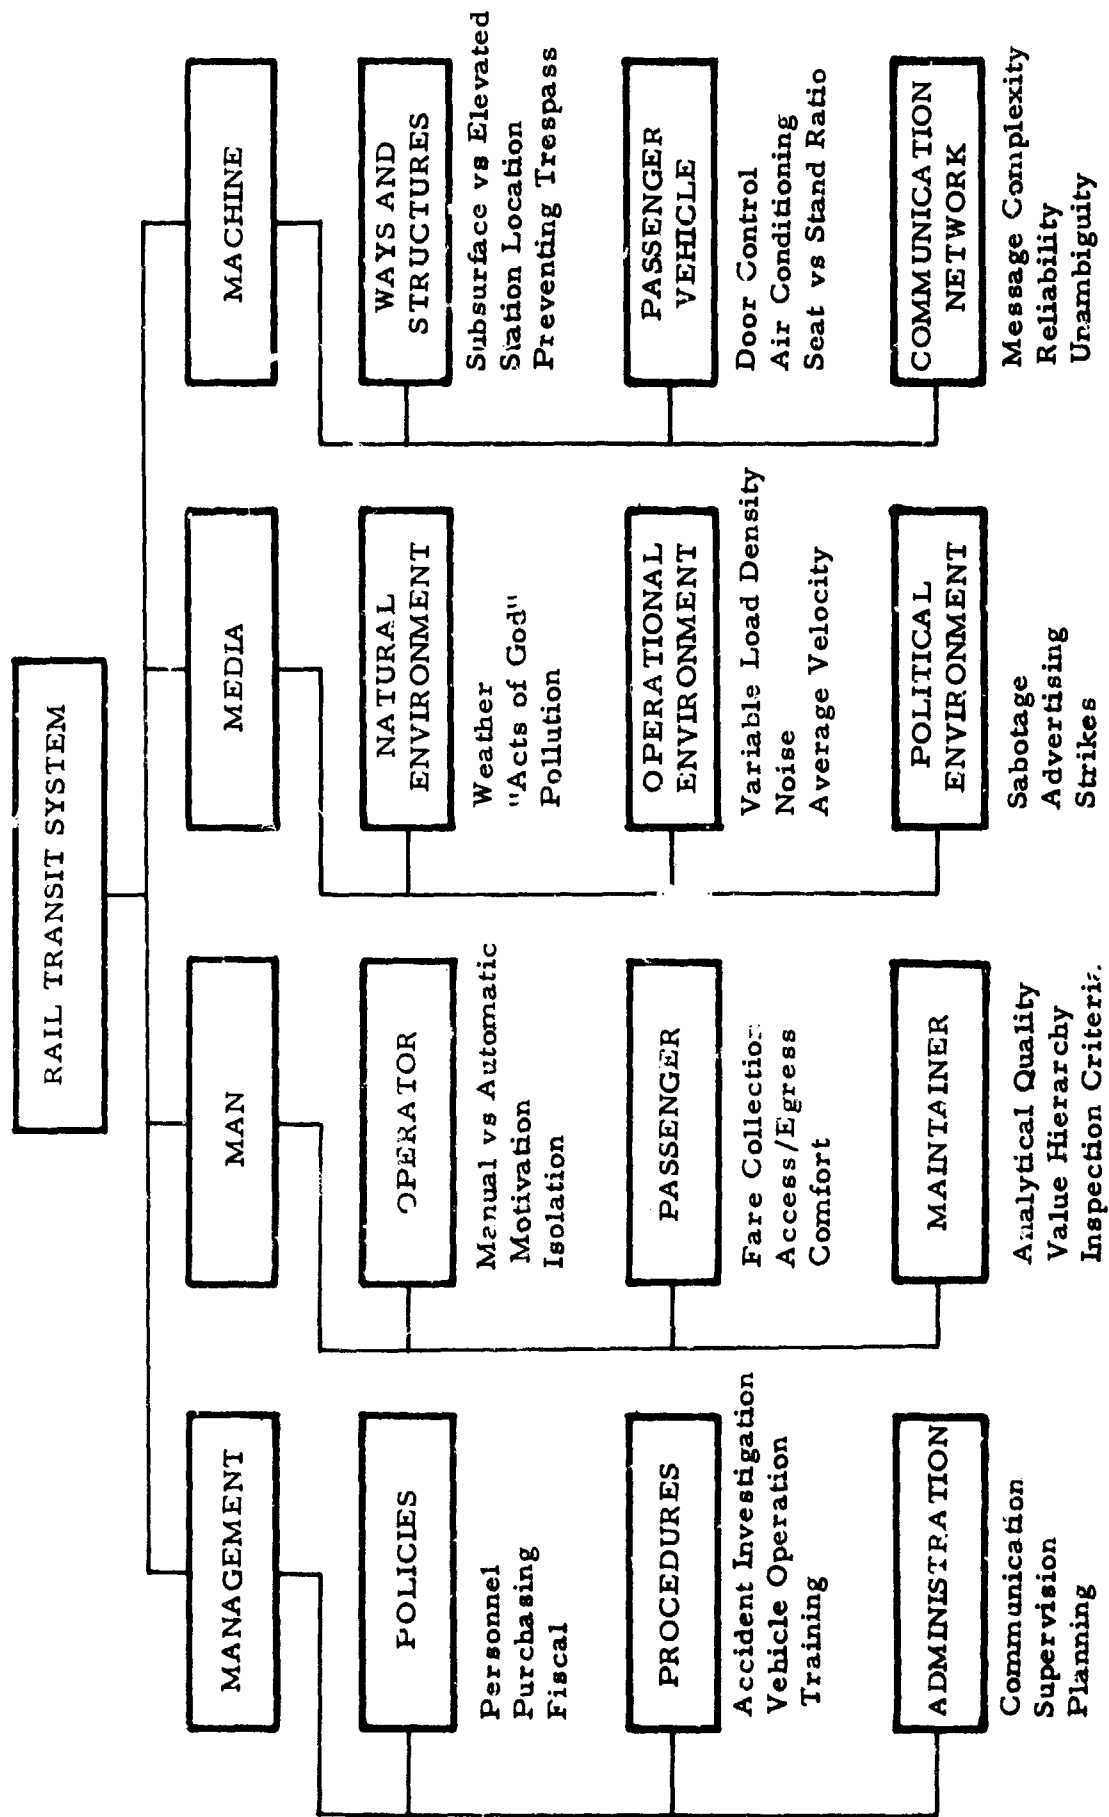 RAIL TRANSIT SYSTEM
MANAGEMENT
POLICIES
Personnel
Purchasing
Fiscal
PROCEDURES
Accident Investigation
Vehicle Operation
Training
ADMINISTRATION
Communication
Supervision
Planning
MAN
OPERATOR
Manual vs Automatic
Motivation
Isolation
PASSENGER
Fare Collection
Access/Egress
Comfort
MAINTAINER
Analytical Quality
Value Hierarchy
Inspection Criteria
MEDIA
NATURAL
ENVIRONMENT
Weather
"Acts of God"
Pollution
OPERATIONAL
ENVIRONMENT
Variable Load Density
Noise
Average Velocity
POLITICAL
ENVIRONMENT
Sabotage
Advertising
Strikes
MACHINE
WAYS AND
STRUCTURES
Subsurface vs Elevated
Station Location
Preventing Trespass
PASSENGER
VEHICLE
Door Control
Air Conditioning
Seat vs Stand Ratio
COMMUNICATION
NETWORK
Message Complexity
Reliability
Unambiguity